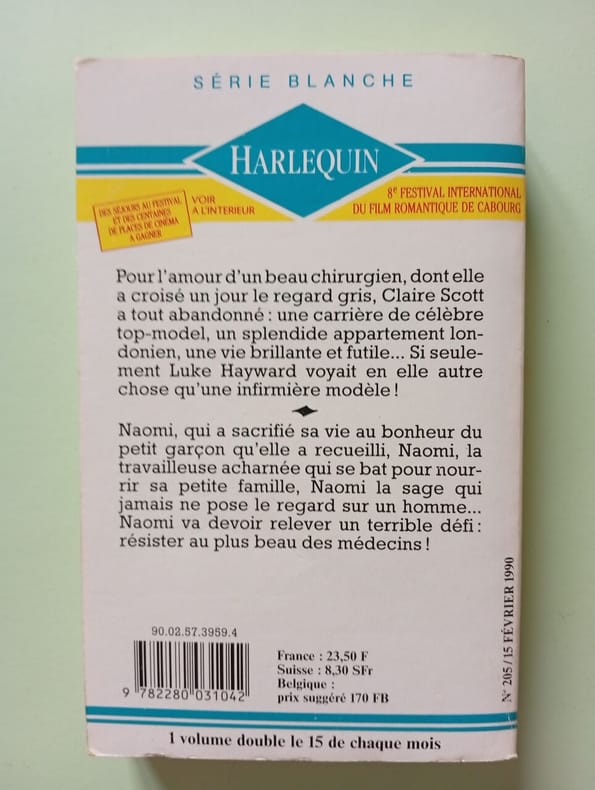 SÉRIE BLANCHE
HARLEQUIN
DES SÉJOURS AU FESTIVAL
ET DES CENTAINES
DE PLACES DE CINÉMA
A GAGNER
VOIR
A L'INTERIEUR
8e FESTIVAL INTERNATIONAL
DU FILM ROMANTIQUE DE CABOURG
Pour l'amour d'un beau chirurgien, dont elle
a croisé un jour le regard gris, Claire Scott
a tout abandonné : une carrière de célèbre
top-model, un splendide appartement lon-
donien, une vie brillante et futile... Si seule-
ment Luke Hayward voyait en elle autre
chose qu'une infirmière modèle !
Naomi, qui a sacrifié sa vie au bonheur du
petit garçon qu'elle a recueilli, Naomi, la
travailleuse acharnée qui se bat pour nour-
rir sa petite famille, Naomi la sage qui
jamais ne pose le regard sur un homme...
Naomi va devoir relever un terrible défi :
résister au plus beau des médecins !
90.02.57.3959.4
9 782280 031042
France : 23,50 F
Suisse : 8,30 SFr
Belgique :
prix suggéré 170 FB
N° 205 / 15 FÉVRIER 1990
1 volume double le 15 de chaque mois